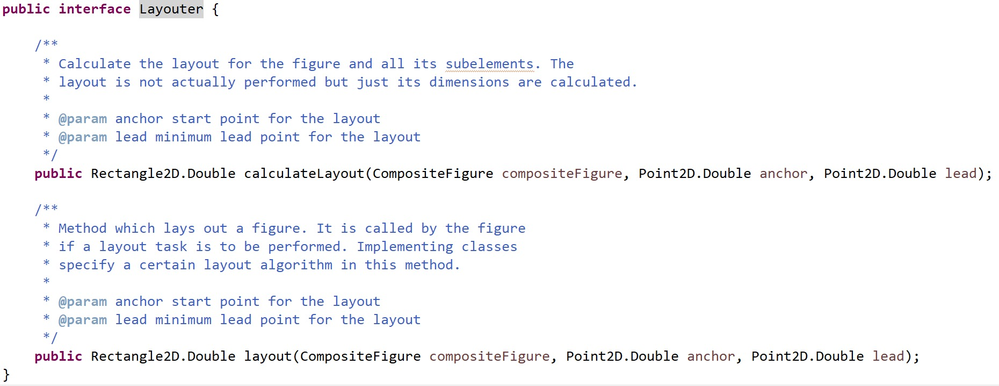 public interface Layouter {
/**
* Calculate the layout for the figure and all its subelements. The
* layout is not actually performed but just its dimensions are calculated.
*
* @param anchor start point for the layout
* @param lead minimum lead point for the layout
*/
public Rectangle2D.Double calculateLayout(CompositeFigure compositeFigure, Point2D.Double anchor, Point2D.Double lead);
/**
* Method which lays out a figure. It is called by the figure
* if a layout task is to be performed. Implementing classes
* specify a certain layout algorithm in this method.
*
* @param anchor start point for the layout
* @param lead minimum lead point for the layout
*/
public Rectangle2D.Double layout(CompositeFigure compositeFigure, Point2D.Double anchor, Point2D.Double lead);
}